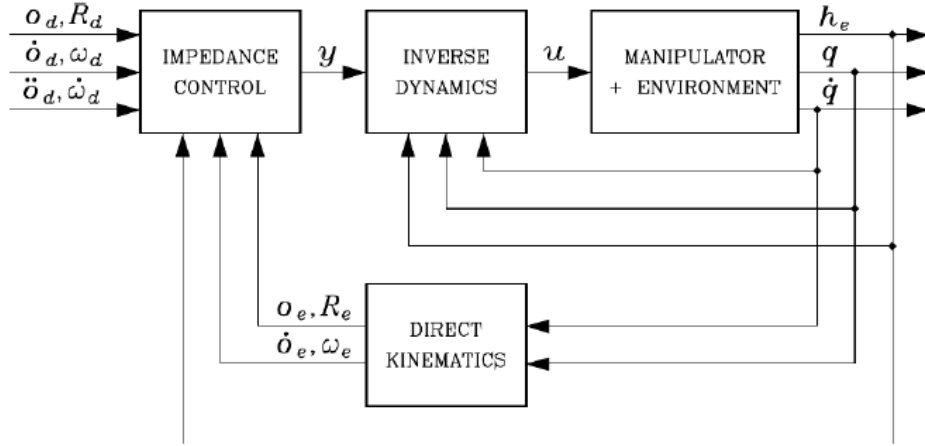 o_d, R_d
ȯ_d, ω_d
ö_d, ω̇_d
IMPEDANCE
CONTROL
y
INVERSE
DYNAMICS
u
MANIPULATOR
+ ENVIRONMENT
h_e
q
q̇
o_e, R_e
ȯ_e, ω_e
DIRECT
KINEMATICS